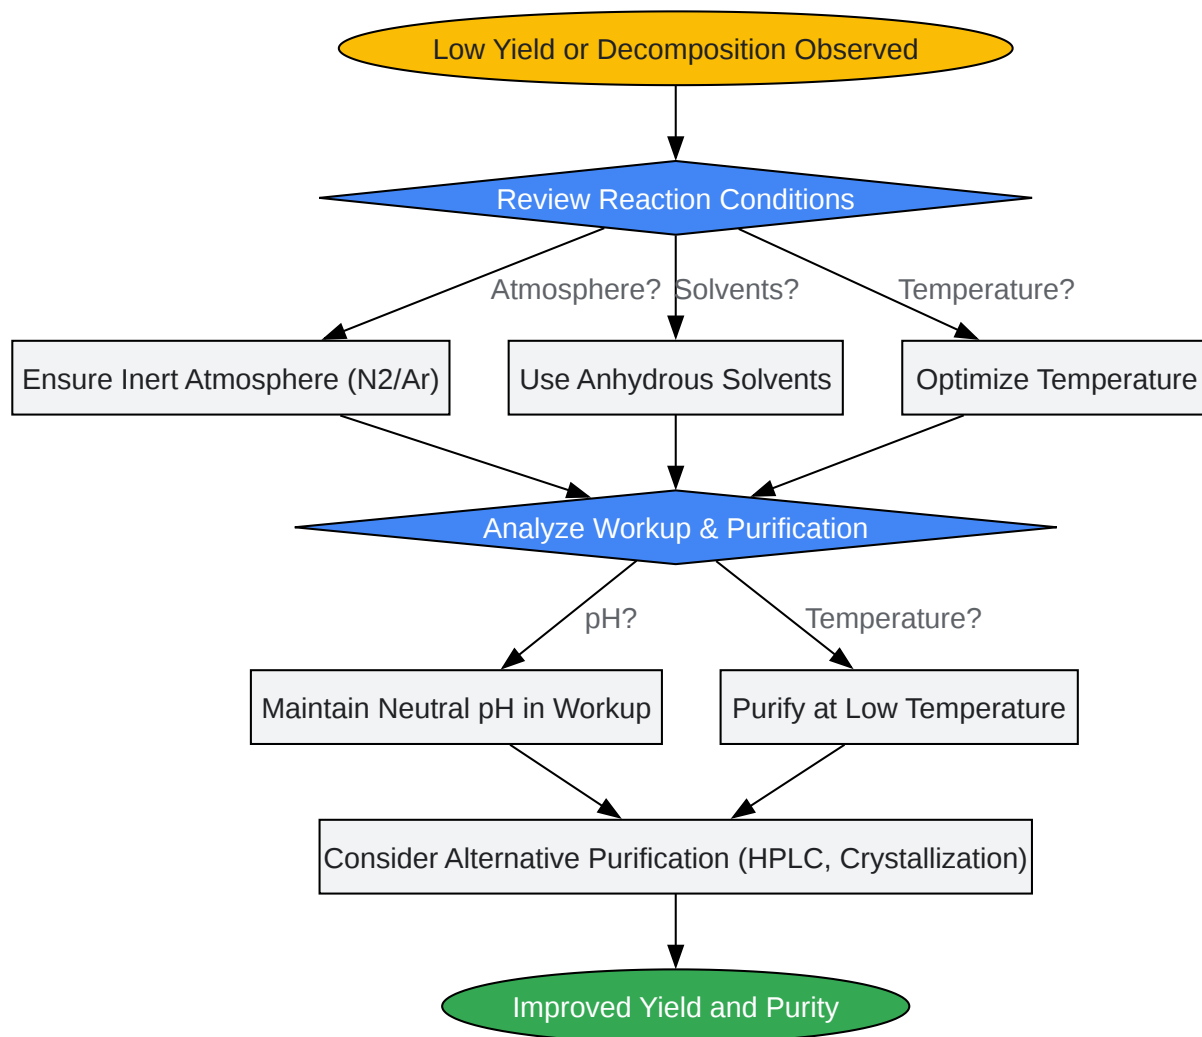 Low Yield or Decomposition Observed
Review Reaction Conditions
Atmosphere?
Solvents?
Temperature?
Ensure Inert Atmosphere (N2/Ar)
Use Anhydrous Solvents
Optimize Temperature
Analyze Workup & Purification
pH?
Temperature?
Maintain Neutral pH in Workup
Purify at Low Temperature
Consider Alternative Purification (HPLC, Crystallization)
Improved Yield and Purity